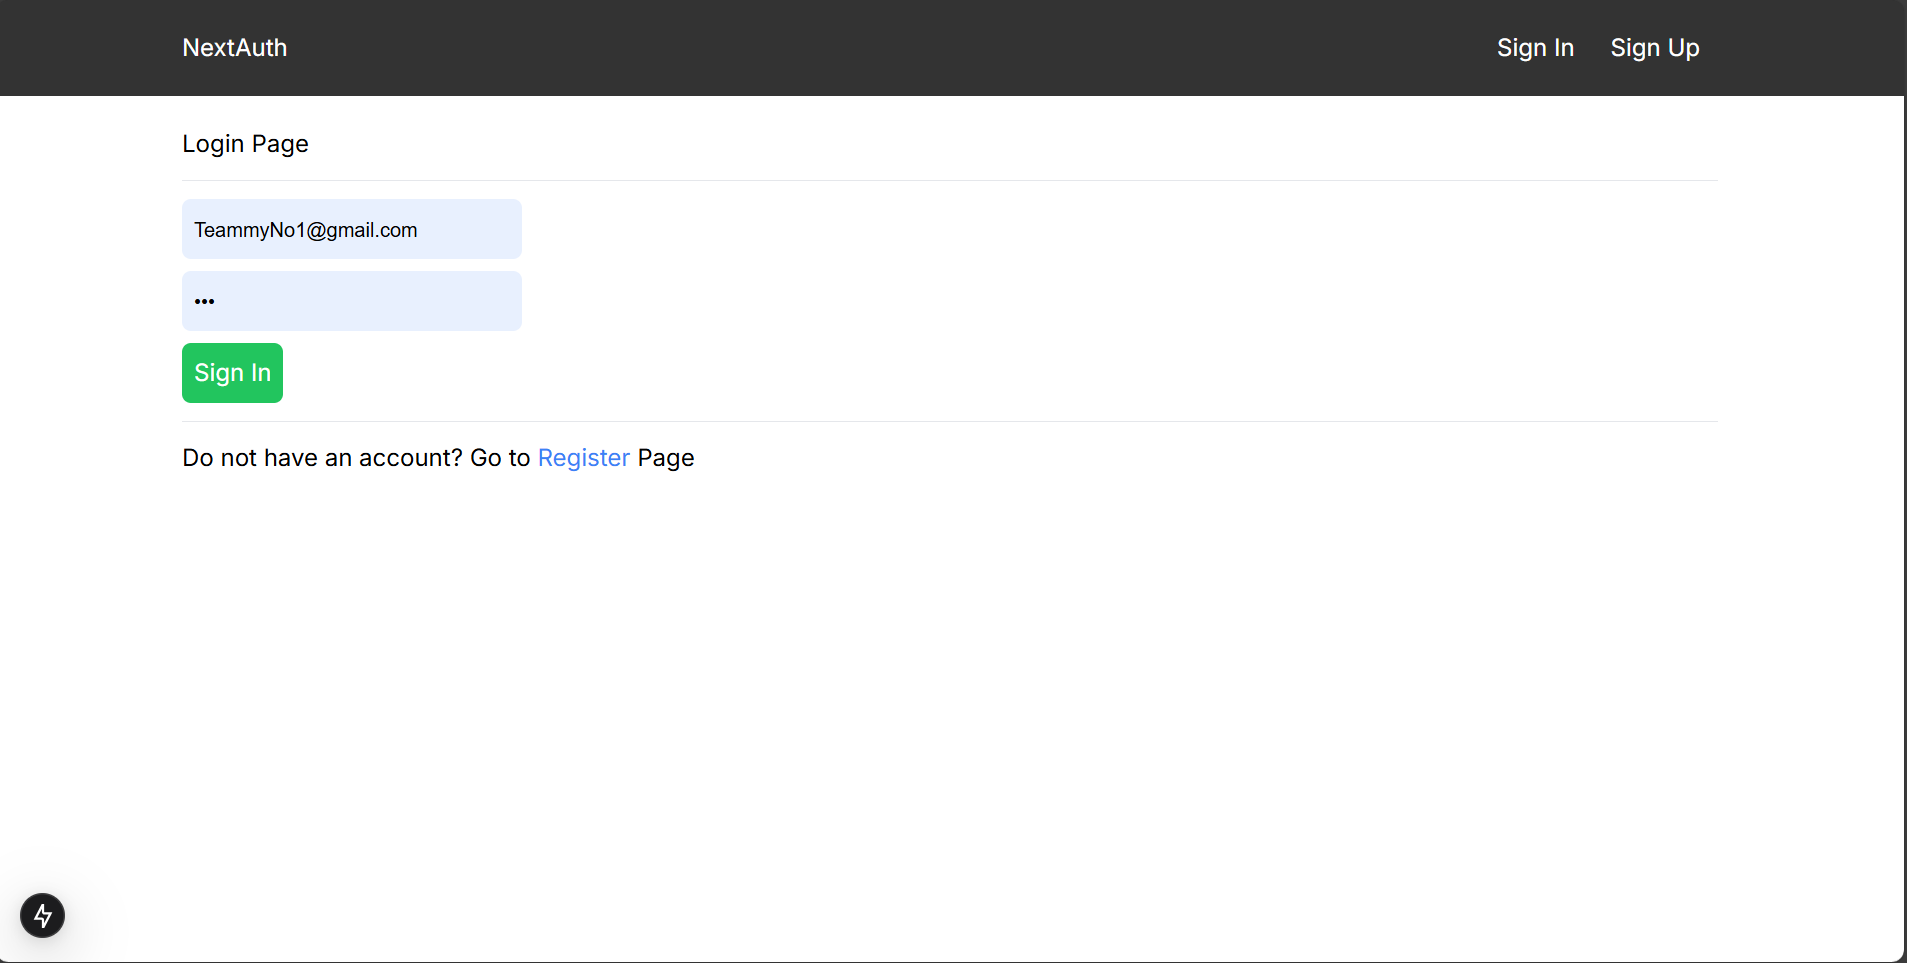 NextAuth
Sign In
Sign Up
Login Page
TeammyNo1@gmail.com
•••
Sign In
Do not have an account? Go to Register Page